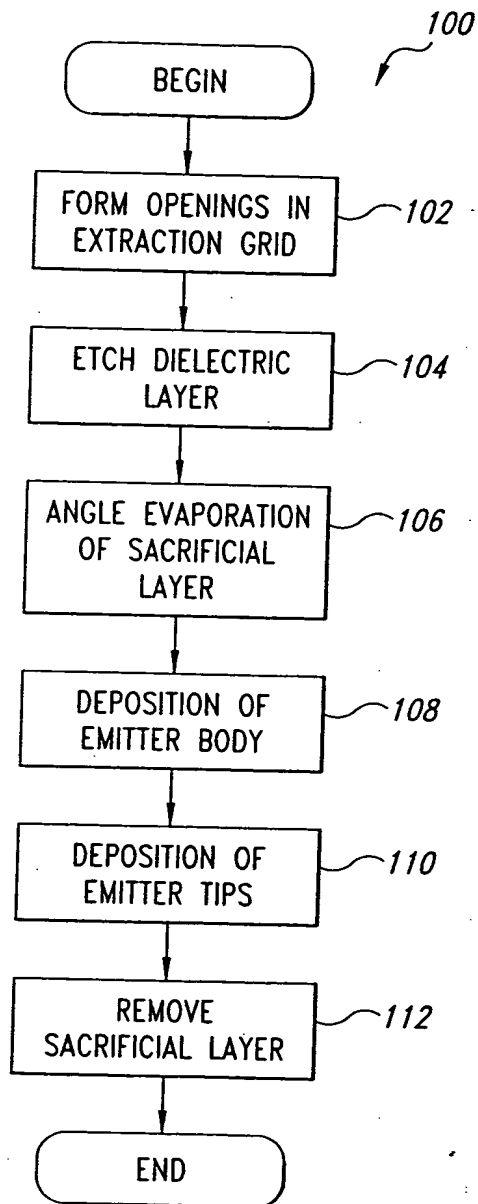 100
BEGIN
FORM OPENINGS IN
EXTRACTION GRID
102
ETCH DIELECTRIC
LAYER
104
ANGLE EVAPORATION
OF SACRIFICIAL
LAYER
106
DEPOSITION OF
EMITTER BODY
108
DEPOSITION OF
EMITTER TIPS
110
REMOVE
SACRIFICIAL LAYER
112
END